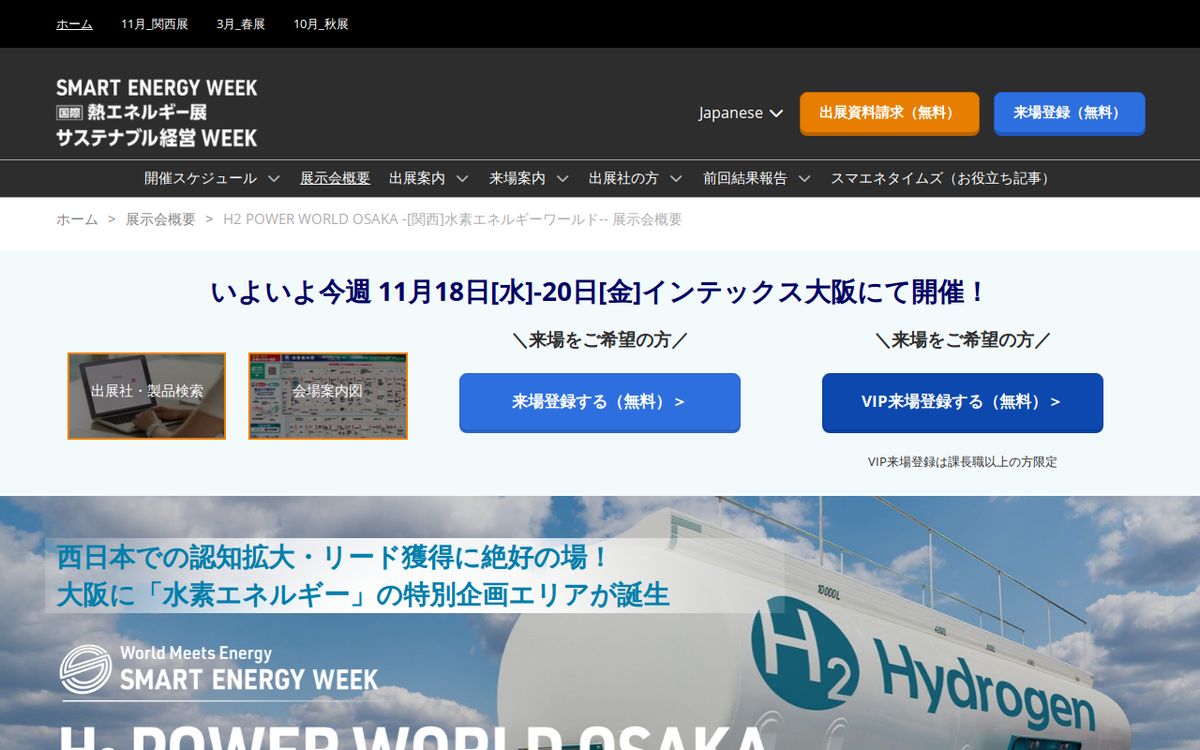 ホーム
11月_関西展
3月_春展
10月_秋展
SMART ENERGY WEEK
国際 熱エネルギー展
サステナブル経営 WEEK
Japanese
出展資料請求（無料）
来場登録（無料）
開催スケジュール
展示会概要
出展案内
来場案内
出展社の方
前回結果報告
スマエネタイムズ（お役立ち記事）
ホーム > 展示会概要 > H2 POWER WORLD OSAKA -[関西]水素エネルギーワールド-- 展示会概要
いよいよ今週 11月18日[水]-20日[金]インテックス大阪にて開催！
出展社・製品検索
会場案内図
＼来場をご希望の方／
来場登録する（無料）＞
＼来場をご希望の方／
VIP来場登録する（無料）＞
VIP来場登録は課長職以上の方限定
西日本での認知拡大・リード獲得に絶好の場！
大阪に「水素エネルギー」の特別企画エリアが誕生
10000L
H2 Hydrogen
World Meets Energy
SMART ENERGY WEEK
H2 POWER WORLD OSAKA